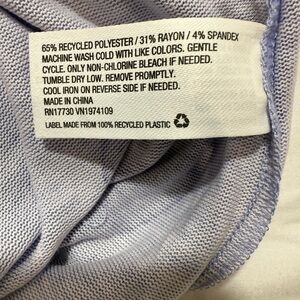 65% RECYCLED POLYESTER / 31% RAYON / 4% SPANDEX
MACHINE WASH COLD WITH LIKE COLORS. GENTLE
CYCLE. ONLY NON-CHLORINE BLEACH IF NEEDED.
TUMBLE DRY LOW. REMOVE PROMPTLY.
COOL IRON ON REVERSE SIDE IF NEEDED.
MADE IN CHINA
RN17730 VN1974109
LABEL MADE FROM 100% RECYCLED PLASTIC